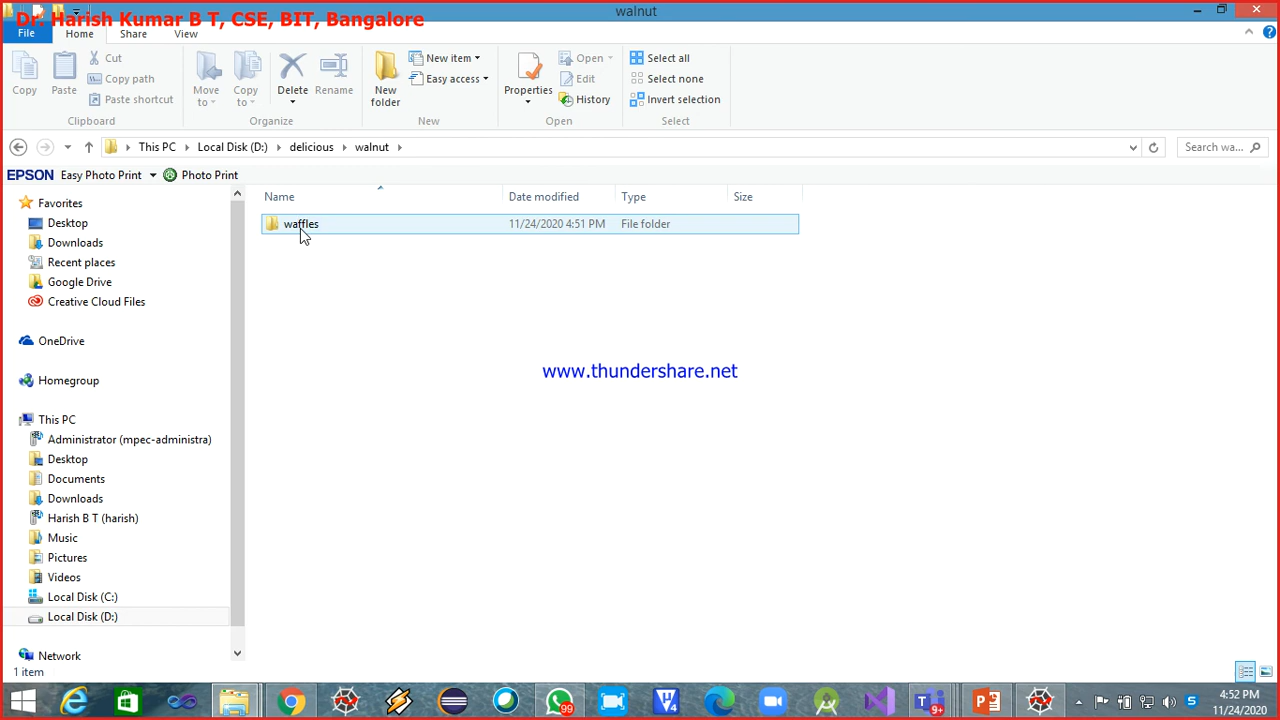 walnut
Dr. Harish Kumar B T, CSE, BIT, Bangalore
File
Home
Share
View
Copy
Paste
Cut
Copy path
Paste shortcut
Clipboard
Move to
Copy to
Delete
Rename
Organize
New folder
New item
Easy access
New
Properties
Open
Edit
History
Open
Select all
Select none
Invert selection
Select
This PC
Local Disk (D:)
delicious
walnut
Search wa...
EPSON Easy Photo Print
Photo Print
Name
Date modified
Type
Size
waffles
11/24/2020 4:51 PM
File folder
Favorites
Desktop
Downloads
Recent places
Google Drive
Creative Cloud Files
OneDrive
Homegroup
This PC
Administrator (mpec-administra)
Desktop
Documents
Downloads
Harish B T (harish)
Music
Pictures
Videos
Local Disk (C:)
Local Disk (D:)
Network
www.thundershare.net
1 item
99
9+
4:52 PM
11/24/2020